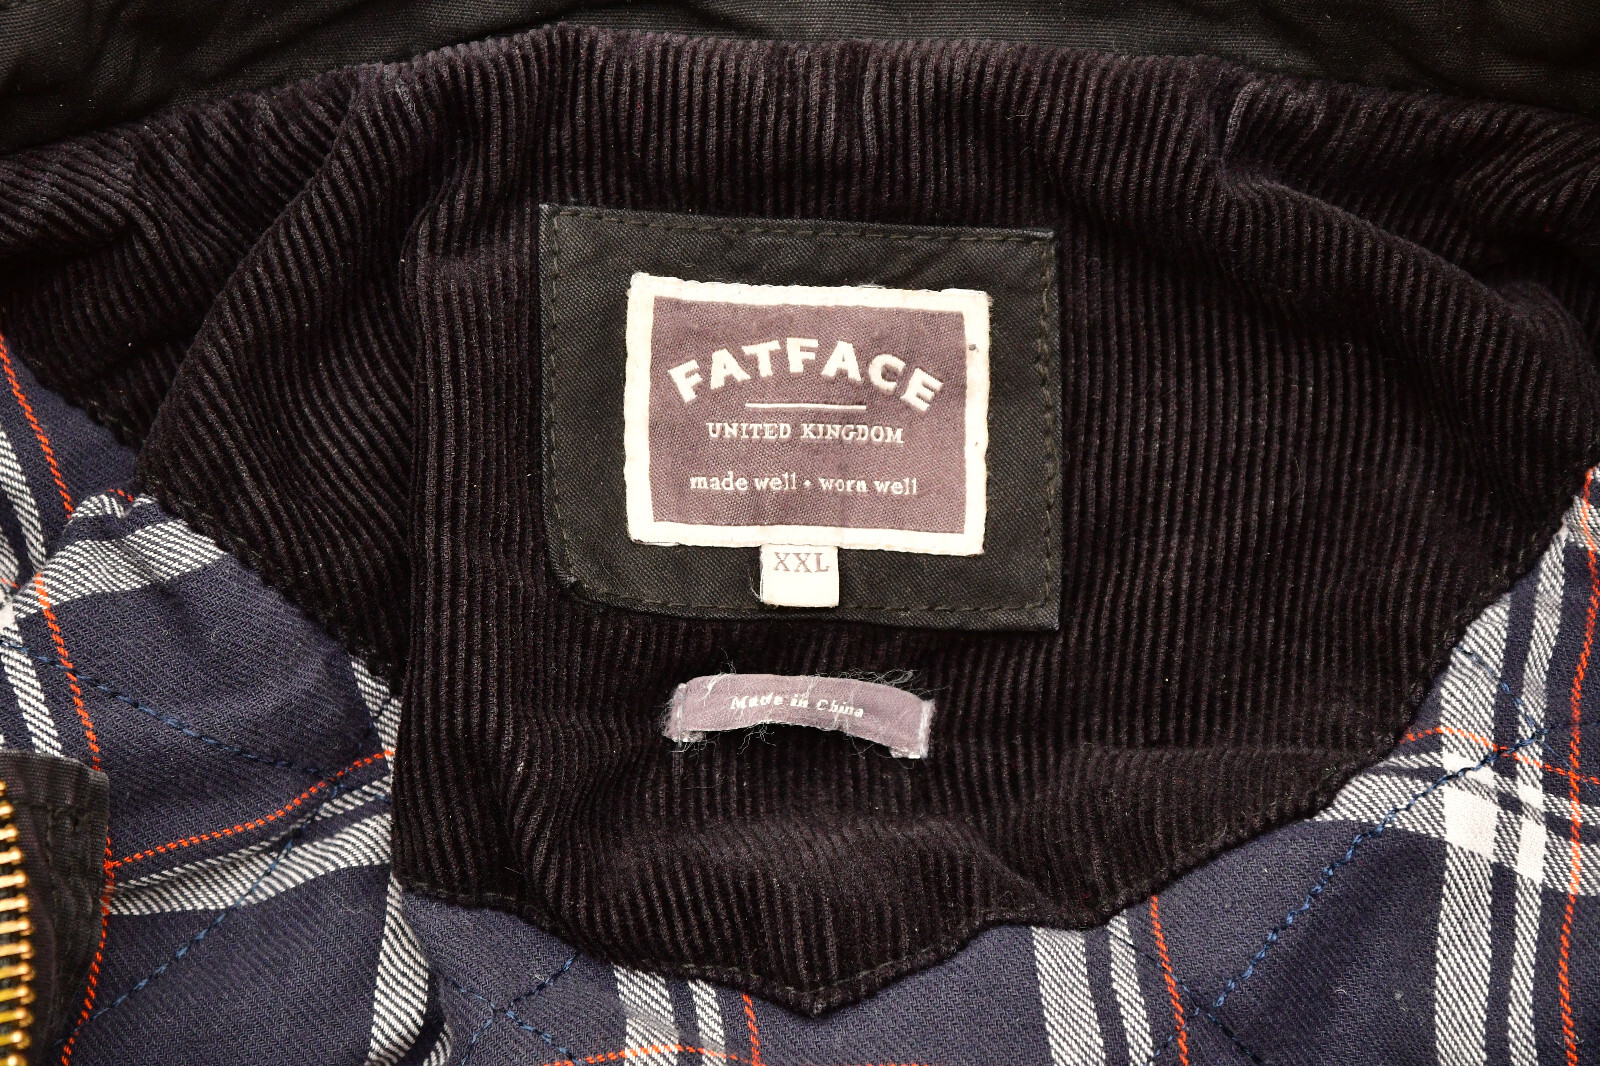 FATFACE
UNITED KINGDOM
made well • worn well
XXL
Made in China